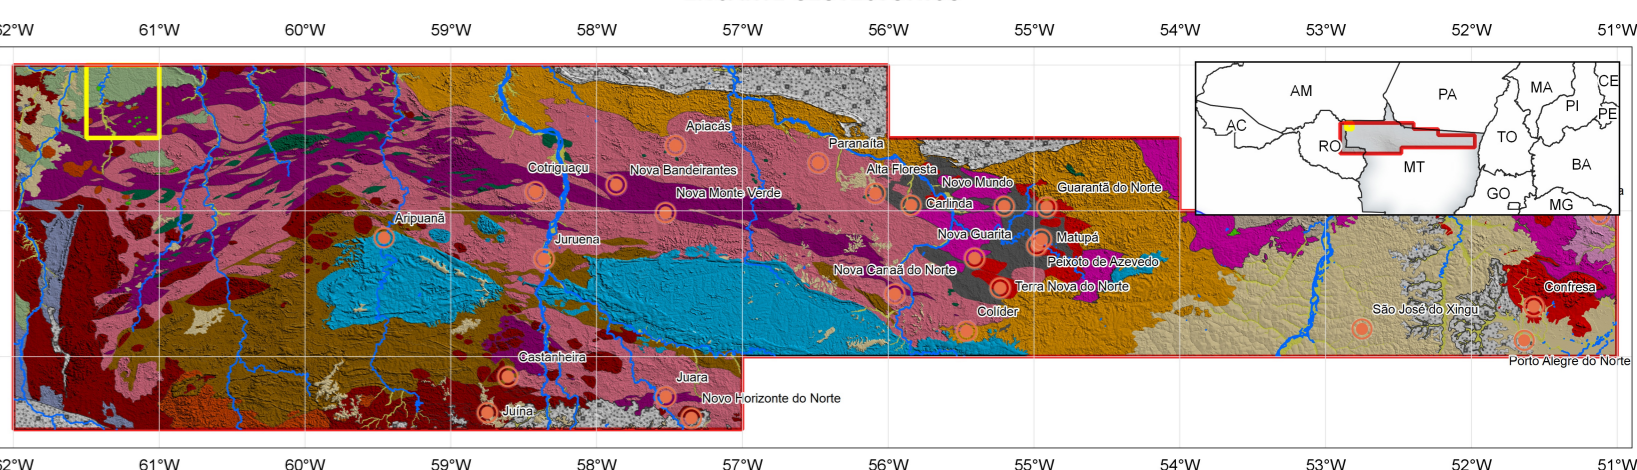 62°W 61°W 60°W 59°W 58°W 57°W 56°W 55°W 54°W 53°W 52°W 51°W
AM
PA
MA
CE
PI
PE
AC
RO
TO
MT
BA
GO
MG
Apiacás
Paranaíta
Cotriguaçu
Nova Bandeirantes
Alta Floresta
Novo Mundo
Guarantã do Norte
Nova Monte Verde
Carlinda
Aripuanã
Juruena
Nova Guarita
Matupá
Peixoto de Azevedo
Nova Canaã do Norte
Terra Nova do Norte
Confresa
Colíder
São José do Xingu
Castanheira
Porto Alegre do Norte
Juara
Novo Horizonte do Norte
Juína
62°W 61°W 60°W 59°W 58°W 57°W 56°W 55°W 54°W 53°W 52°W 51°W